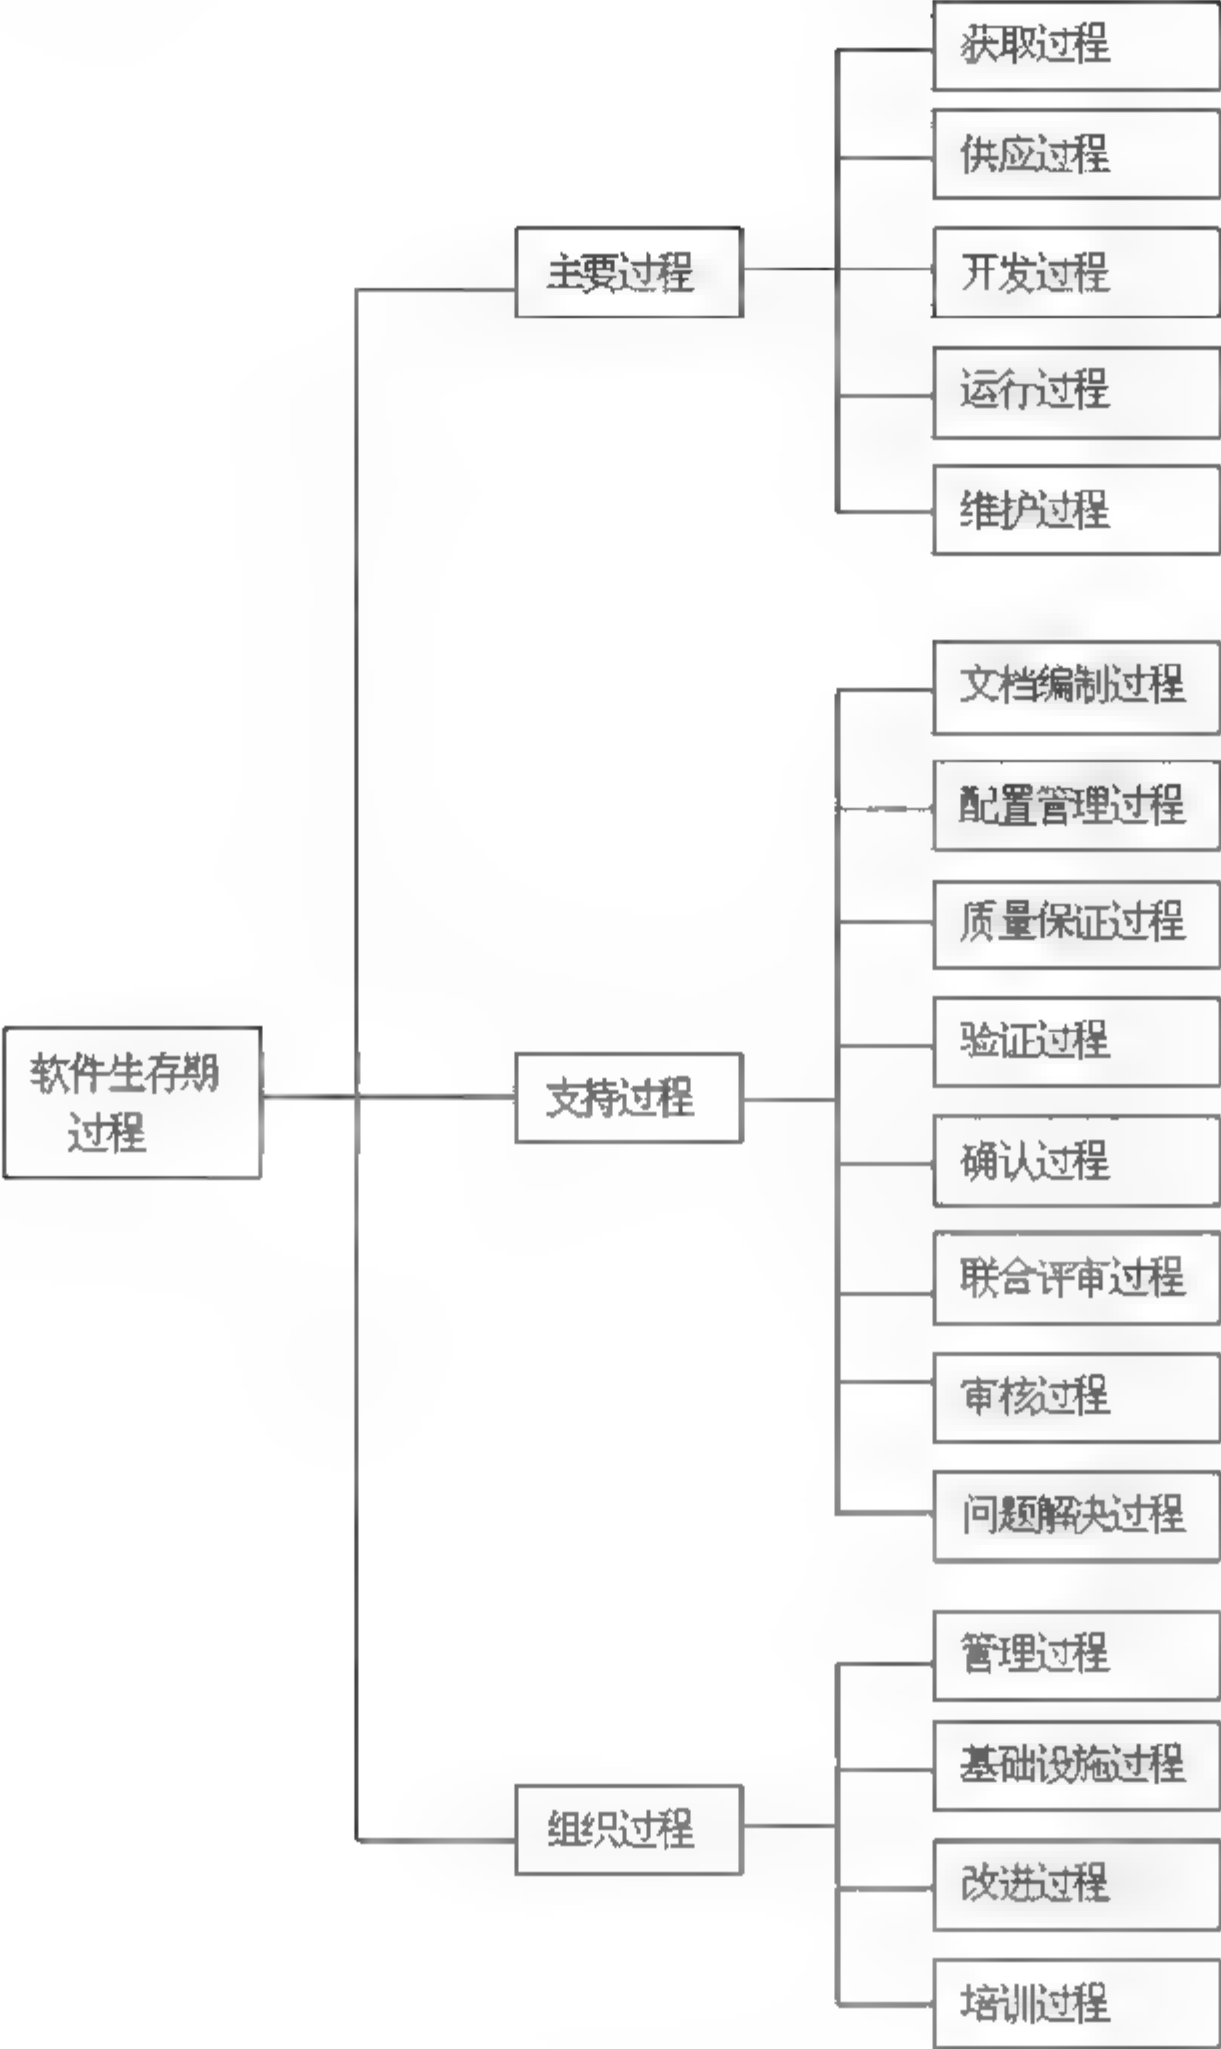 获取过程
供应过程
主要过程
开发过程
运行过程
维护过程
文档编制过程
配置管理过程
质量保证过程
验证过程
软件生存期
过程
支持过程
确认过程
联合评审过程
审核过程
问题解决过程
管理过程
基础设施过程
组织过程
改进过程
培训过程